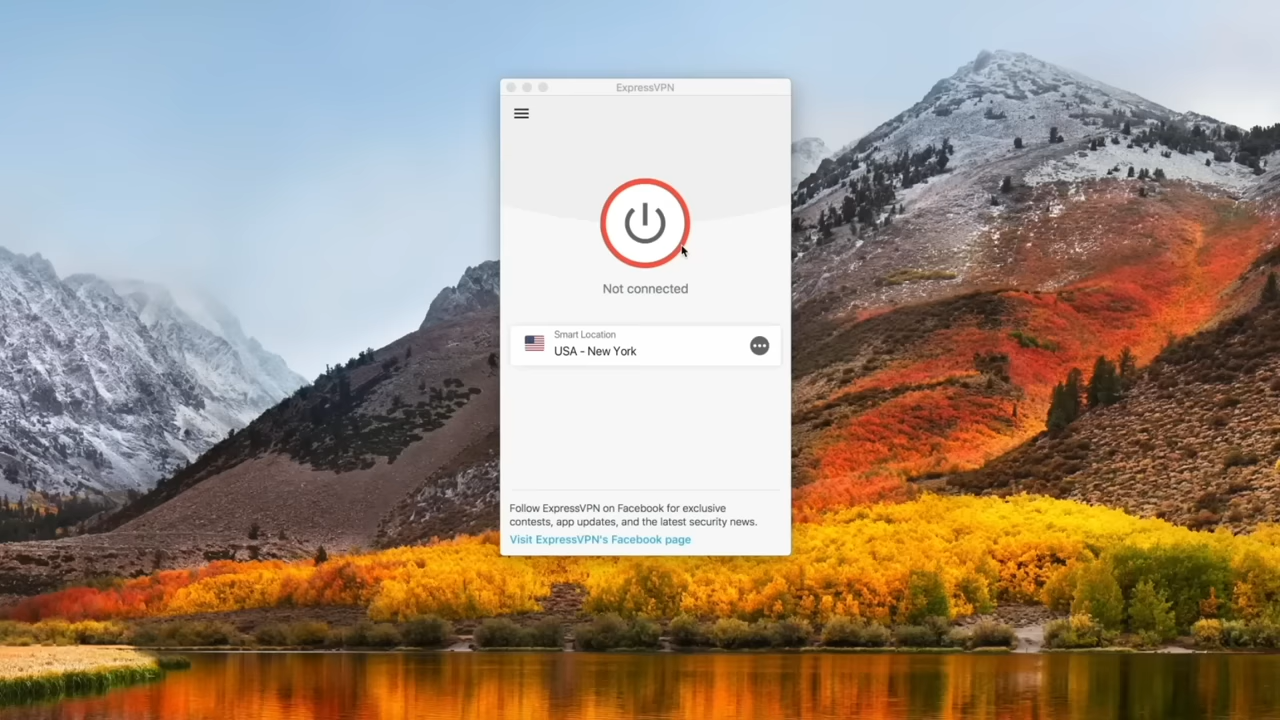 ExpressVPN
Not connected
Smart Location
USA - New York
Follow ExpressVPN on Facebook for exclusive
contests, app updates, and the latest security news.
Visit ExpressVPN's Facebook page